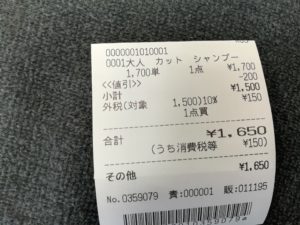 0000001010001
0001大人 カット シャンプー
1,700単 1点 ¥1,700
<<値引>> -200
小計 ¥1,500
外税(対象 1,500)10% ¥150
1点買
合計 ¥1,650
(うち消費税等 ¥150)
その他 ¥1,650
No.0359079 責:000001 販:011195